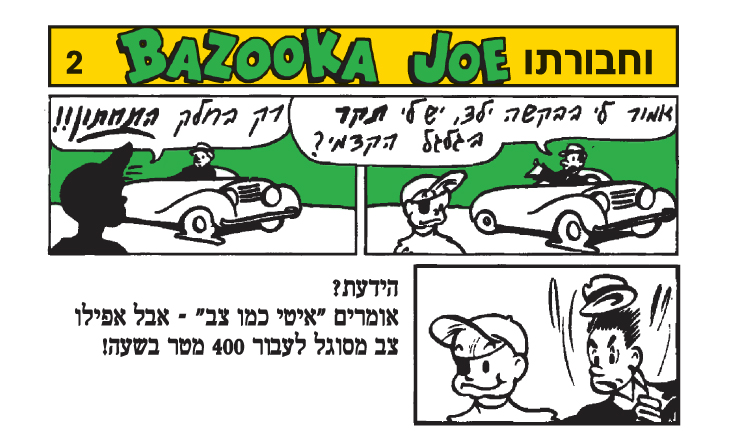 2 BAZOOKA JOE וחבורתו
אמור לי בבקשה ילד, יש לי תקר
בגלגל הקדמי?
רק בחלק התחתון!!
הידעת?
אומרים "איטי כמו צב" - אבל אפילו
צב מסוגל לעבור 400 מטר בשעה!